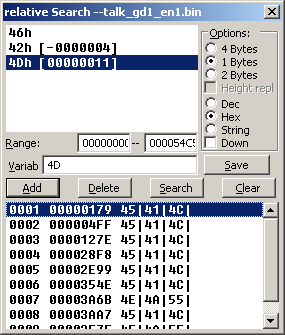 relative Search --talk_gd1_en1.bin
46h
42h [-0000004]
4Dh [00000011]
Options:
4 Bytes
1 Bytes
2 Bytes
Height repl
Dec
Hex
String
Down
Range: 0000000C -- 000054C5
Variab 4D Save
Add Delete Search Clear
0001 00000179 45|41|4C|
0002 000004FF 45|41|4C|
0003 0000127E 45|41|4C|
0004 000028F8 45|41|4C|
0005 00002E99 45|41|4C|
0006 0000354E 45|41|4C|
0007 00003A6B 4E|4A|55|
0008 00003AA7 45|41|4C|